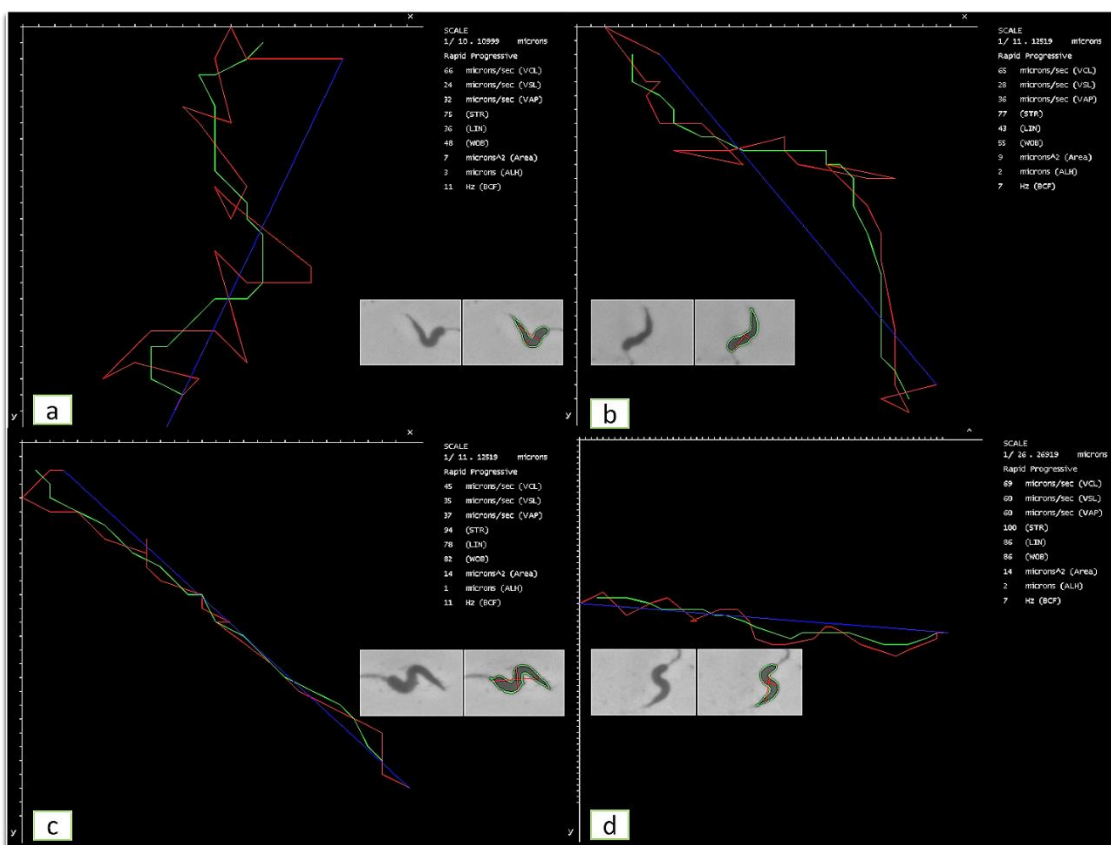 x
SCALE
1/ 10 . 10999 microns
Rapid Progressive
66 microns/sec (VCL)
24 microns/sec (VSL)
32 microns/sec (VAP)
75 (STR)
36 (LIN)
48 (WOB)
7 microns^2 (Area)
3 microns (ALH)
11 Hz (BCF)
y
a
x
SCALE
1/ 11 . 12519 microns
Rapid Progressive
65 microns/sec (VCL)
28 microns/sec (VSL)
36 microns/sec (VAP)
77 (STR)
43 (LIN)
55 (WOB)
9 microns^2 (Area)
2 microns (ALH)
7 Hz (BCF)
y
b
x
SCALE
1/ 11 . 12519 microns
Rapid Progressive
45 microns/sec (VCL)
35 microns/sec (VSL)
37 microns/sec (VAP)
94 (STR)
78 (LIN)
82 (WOB)
14 microns^2 (Area)
1 microns (ALH)
11 Hz (BCF)
y
c
SCALE
1/ 26 . 26919 microns
Rapid Progressive
69 microns/sec (VCL)
60 microns/sec (VSL)
60 microns/sec (VAP)
100 (STR)
86 (LIN)
86 (WOB)
14 microns^2 (Area)
2 microns (ALH)
7 Hz (BCF)
y
d